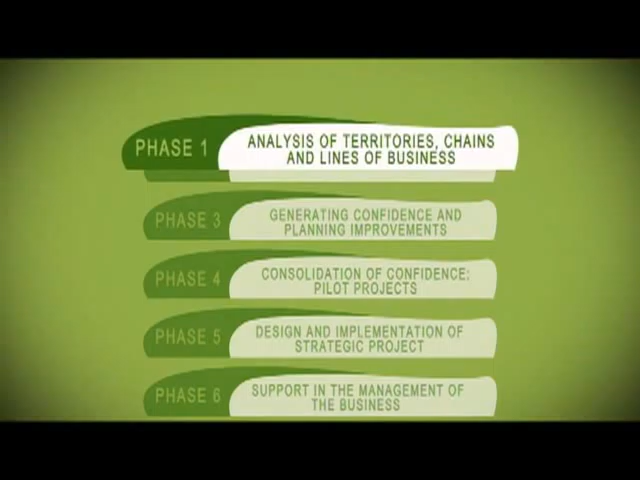 PHASE 1
ANALYSIS OF TERRITORIES, CHAINS
AND LINES OF BUSINESS
PHASE 3
GENERATING CONFIDENCE AND
PLANNING IMPROVEMENTS
PHASE 4
CONSOLIDATION OF CONFIDENCE:
PILOT PROJECTS
PHASE 5
DESIGN AND IMPLEMENTATION OF
STRATEGIC PROJECT
PHASE 6
SUPPORT IN THE MANAGEMENT OF
THE BUSINESS